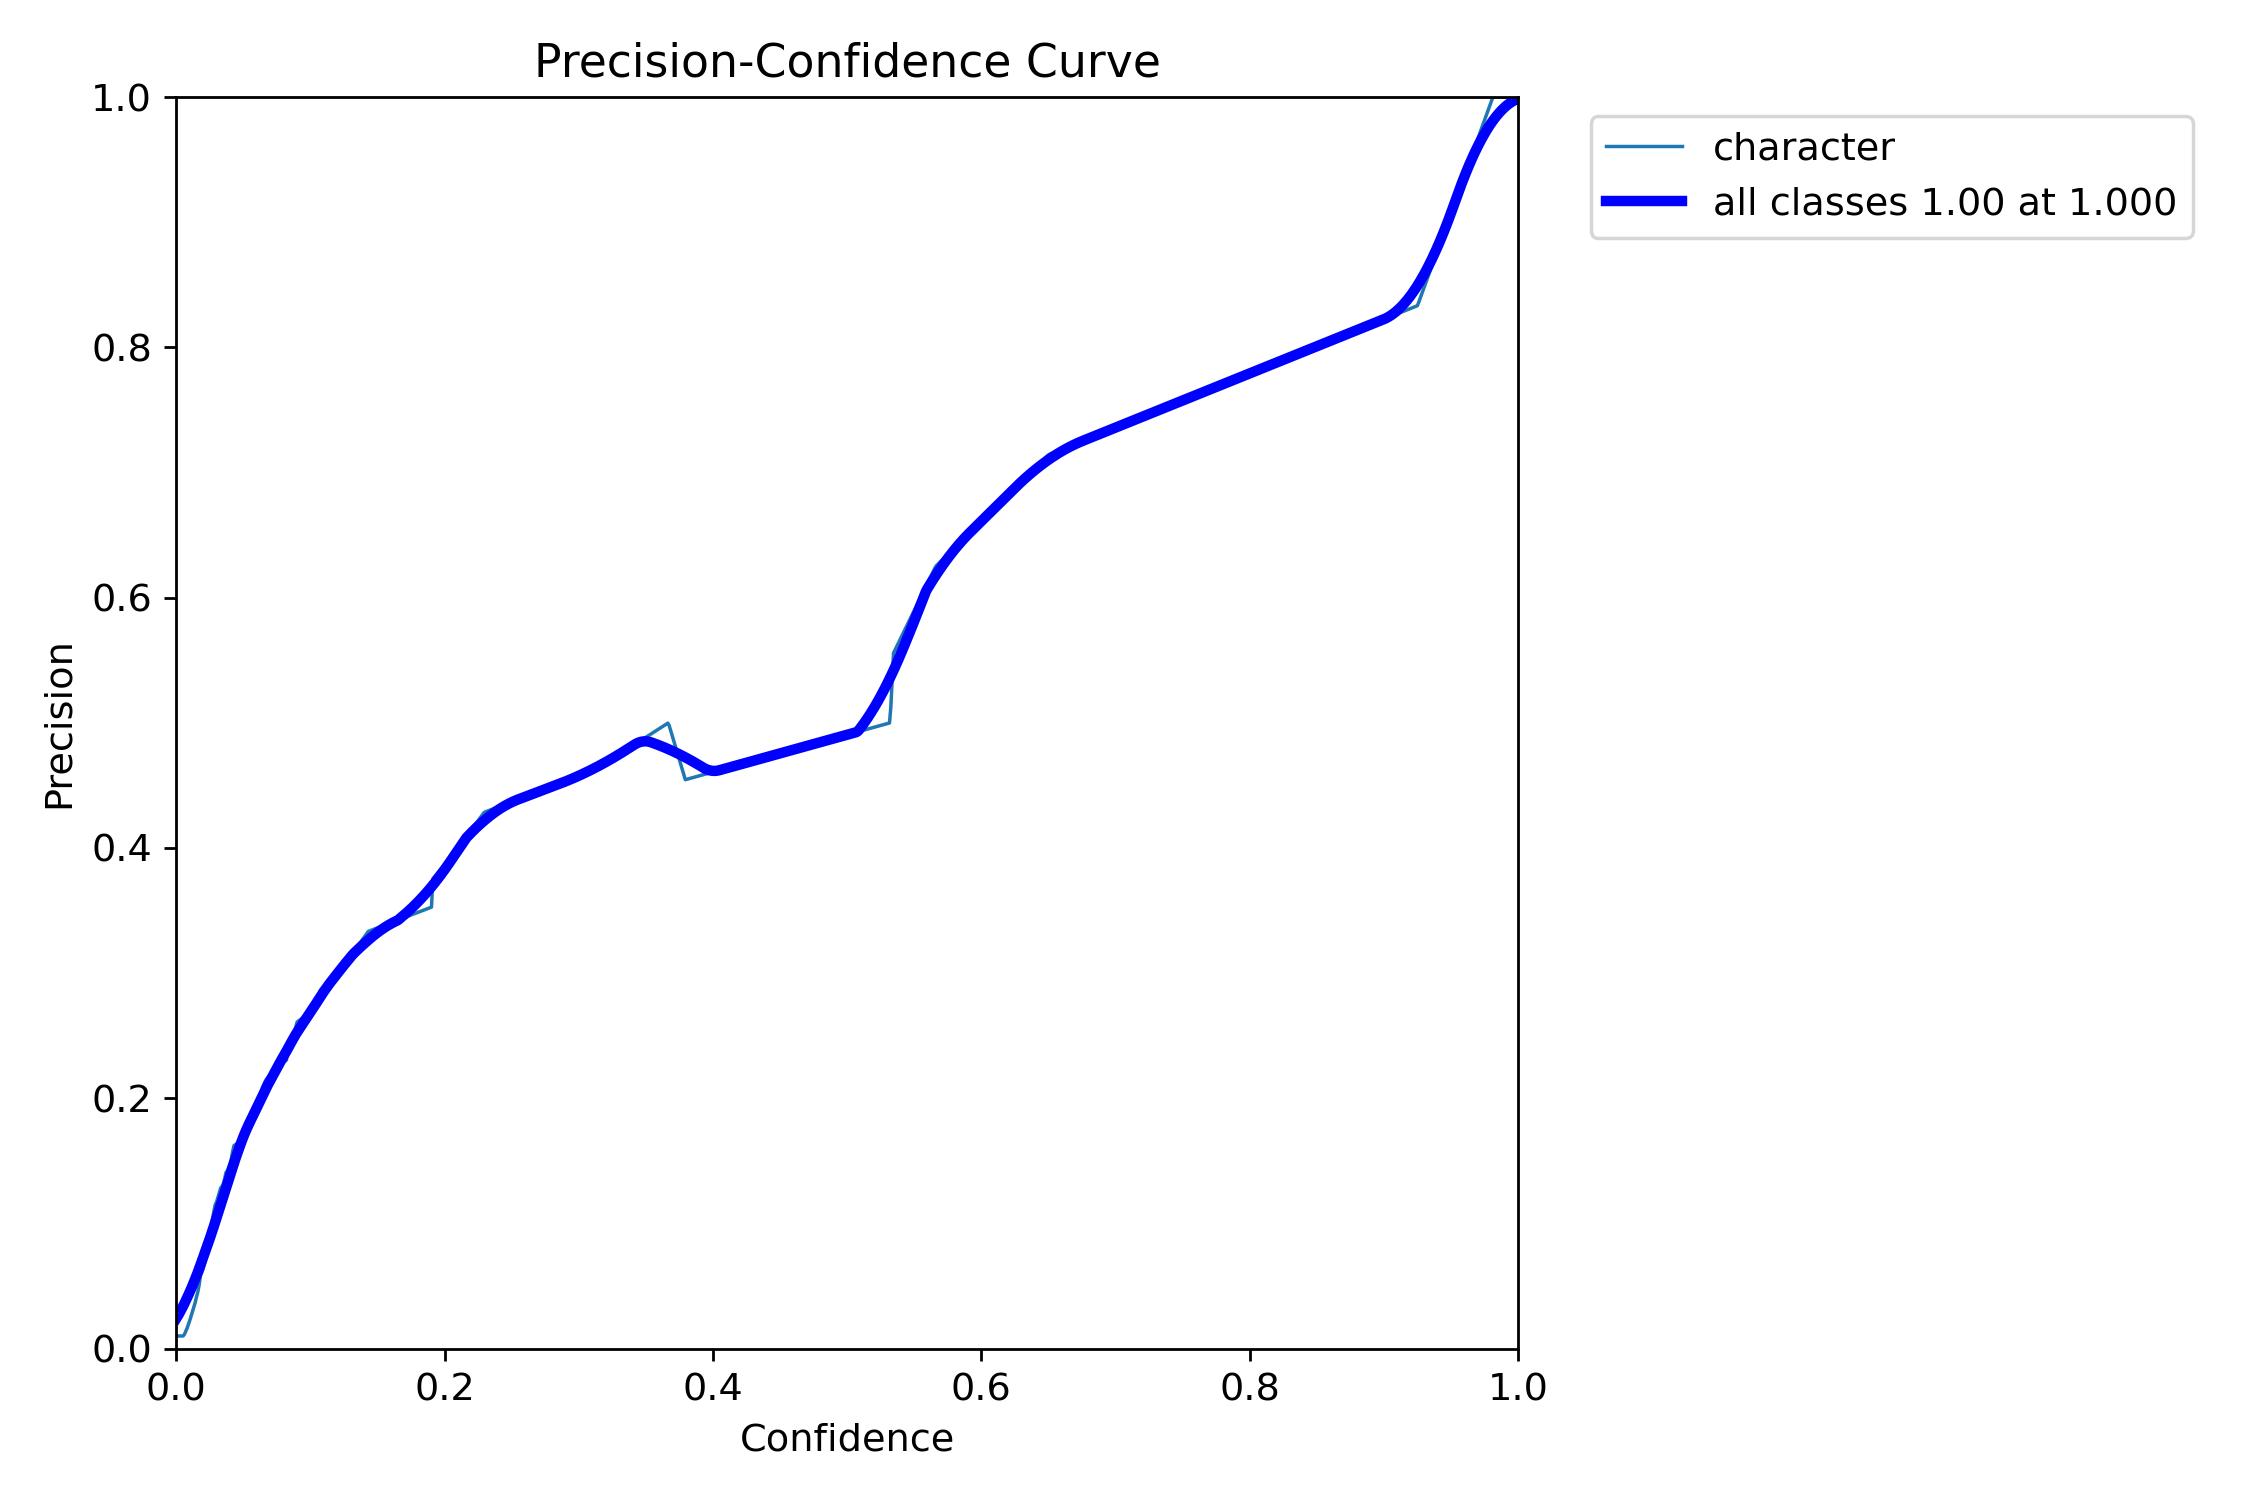 Precision-Confidence Curve
1.0
0.8
0.6
0.4
0.2
0.0
Precision
0.0 0.2 0.4 0.6 0.8 1.0
Confidence
character
all classes 1.00 at 1.000